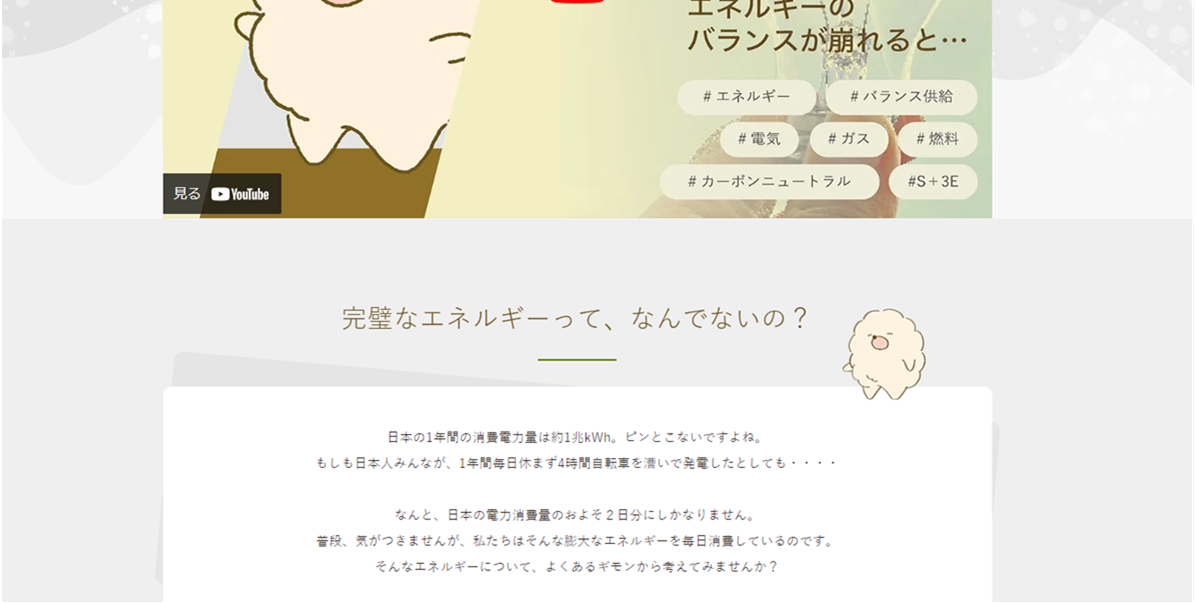 エネルギーの
バランスが崩れると…
# エネルギー
# バランス供給
# 電気
# ガス
# 燃料
# カーボンニュートラル
#S+3E
見る YouTube
完璧なエネルギーって、なんでないの？
日本の1年間の消費電力量は約1兆kWh。ピンとこないですよね。
もしも日本人みんなが、1年間毎日休まず4時間自転車を漕いで発電したとしても・・・・
なんと、日本の電力消費量のおよそ２日分にしかなりません。
普段、気がつきませんが、私たちはそんな膨大なエネルギーを毎日消費しているのです。
そんなエネルギーについて、よくあるギモンから考えてみませんか？